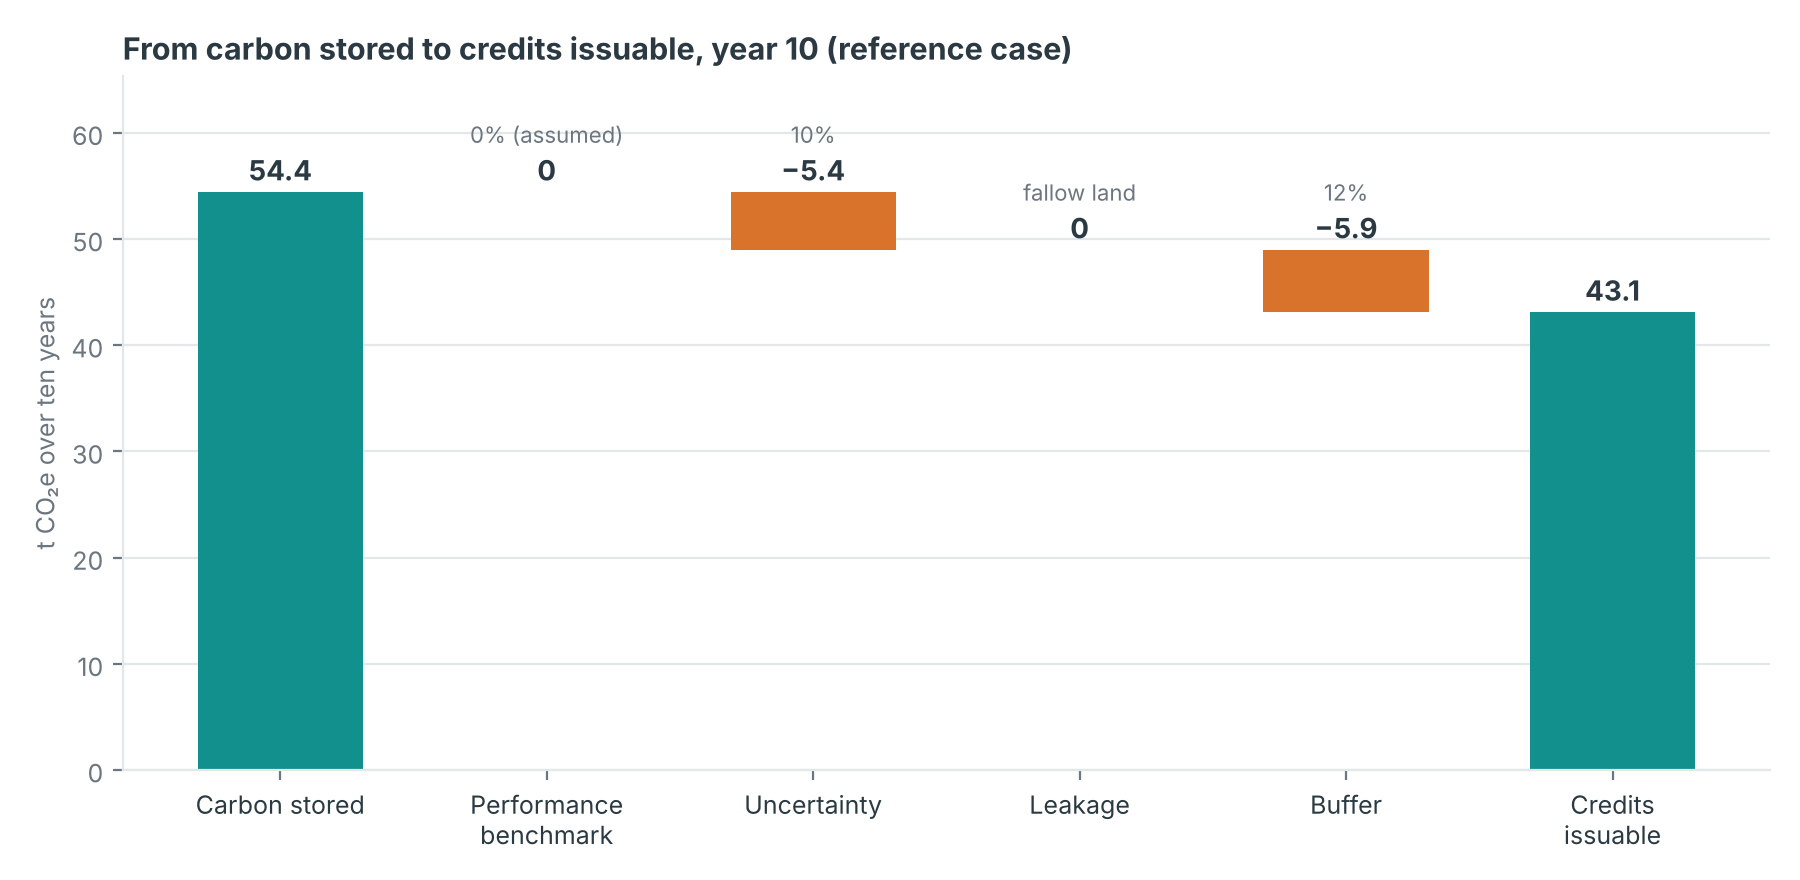 From carbon stored to credits issuable, year 10 (reference case)
t CO₂e over ten years
60
50
40
30
20
10
0
54.4
0% (assumed)
0
10%
−5.4
fallow land
0
12%
−5.9
43.1
Carbon stored
Performance
benchmark
Uncertainty
Leakage
Buffer
Credits
issuable